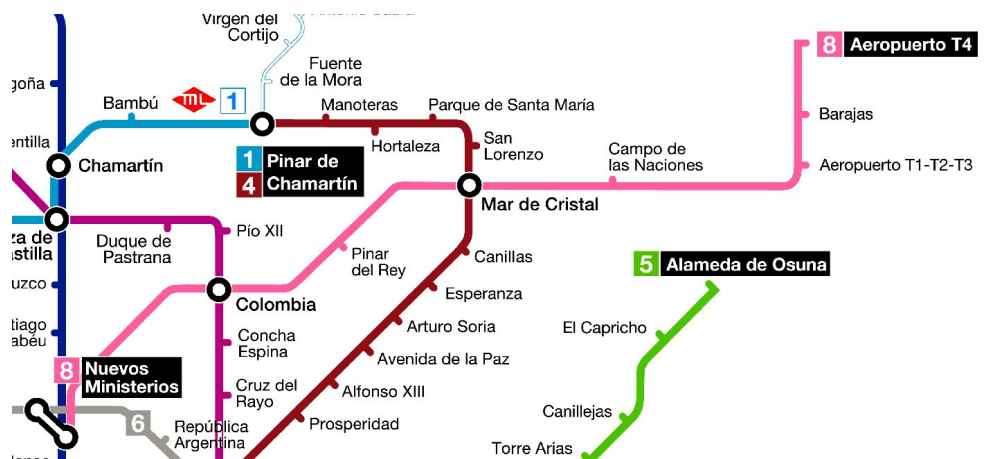 Virgen del
Cortijo
8 Aeropuerto T4
Fuente
de la Mora
Bambú
ML
1
Manoteras
Parque de Santa María
Barajas
Hortaleza
San
Lorenzo
Campo de
las Naciones
Chamartín
1 Pinar de
4 Chamartín
Aeropuerto T1-T2-T3
Mar de Cristal
Pío XII
Duque de
Pastrana
Pinar
del Rey
Canillas
5 Alameda de Osuna
Colombia
Esperanza
Arturo Soria
El Capricho
Concha
Espina
Avenida de la Paz
8 Nuevos
Ministerios
Cruz del
Rayo
Alfonso XIII
6
República
Argentina
Prosperidad
Canillejas
Torre Arias